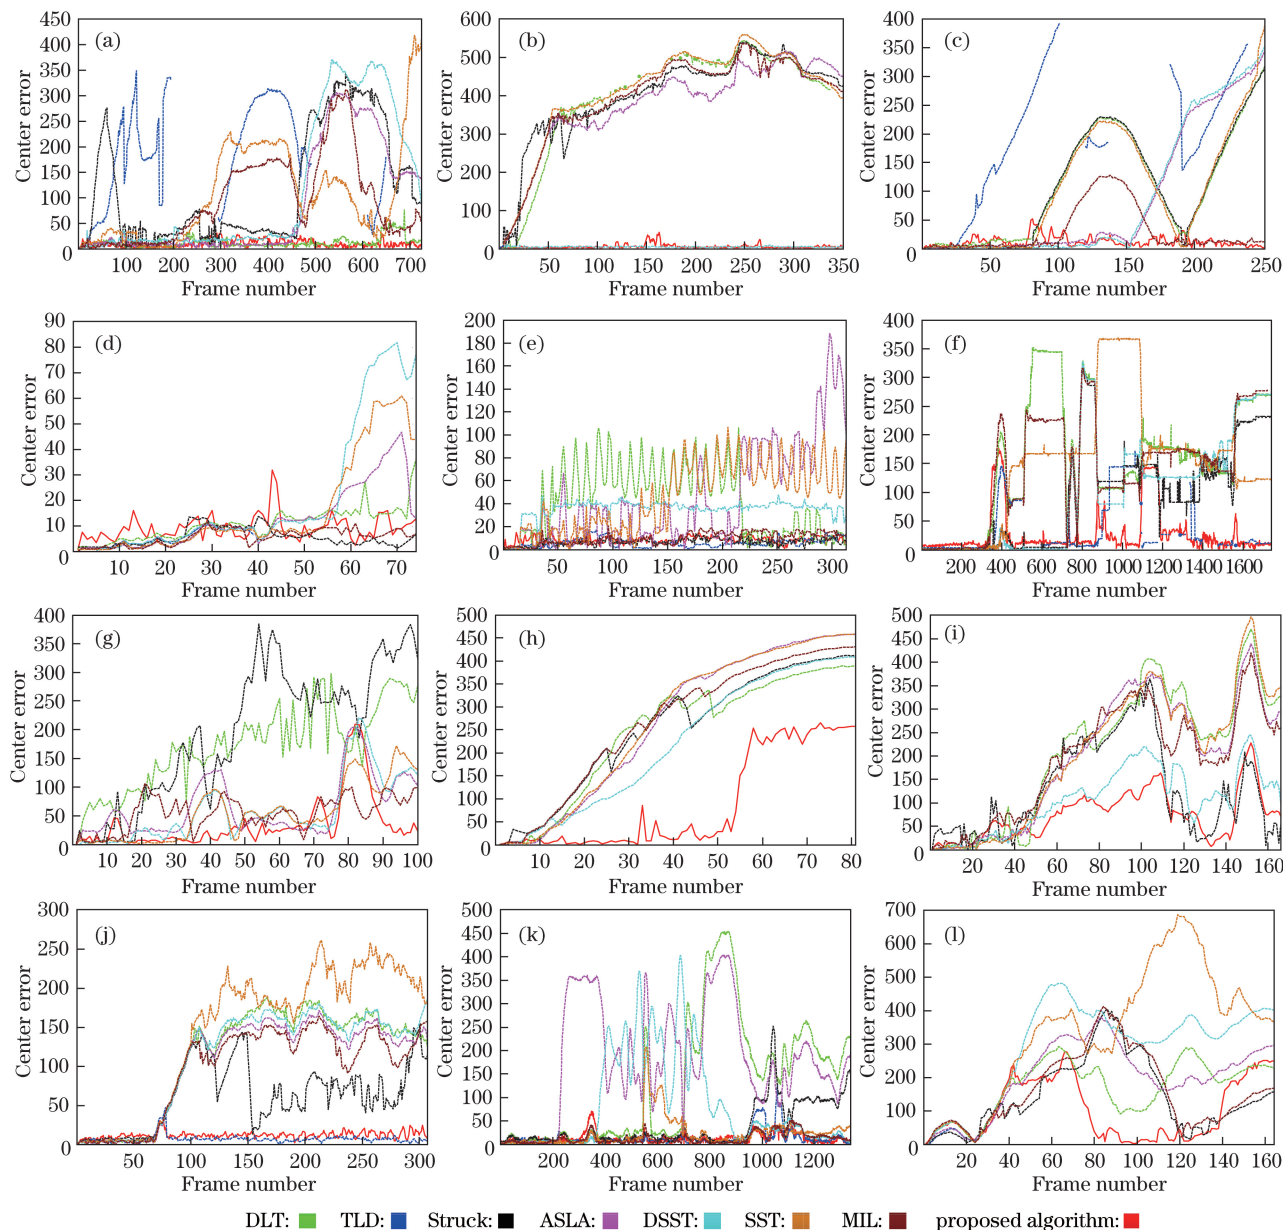 (a)
Center error
450
400
350
300
250
200
150
100
50
0
100 200 300 400 500 600 700
Frame number
(b)
Center error
600
500
400
300
200
100
0
50 100 150 200 250 300 350
Frame number
(c)
Center error
400
350
300
250
200
150
100
50
0
50 100 150 200 250
Frame number
(d)
Center error
90
80
70
60
50
40
30
20
10
0
10 20 30 40 50 60 70
Frame number
(e)
Center error
200
180
160
140
120
100
80
60
40
20
0
50 100 150 200 250 300
Frame number
(f)
Center error
400
350
300
250
200
150
100
50
0
200 400 600 800 1000 1200 1400 1600
Frame number
(g)
Center error
400
350
300
250
200
150
100
50
0
10 20 30 40 50 60 70 80 90 100
Frame number
(h)
Center error
500
450
400
350
300
250
200
150
100
50
0
10 20 30 40 50 60 70 80
Frame number
(i)
Center error
500
450
400
350
300
250
200
150
100
50
0
20 40 60 80 100 120 140 160
Frame number
(j)
Center error
300
250
200
150
100
50
0
50 100 150 200 250 300
Frame number
(k)
Center error
500
450
400
350
300
250
200
150
100
50
0
200 400 600 800 1000 1200
Frame number
(l)
Center error
700
600
500
400
300
200
100
0
20 40 60 80 100 120 140 160
Frame number
DLT: TLD: Struck: ASLA: DSST: SST: MIL: proposed algorithm: